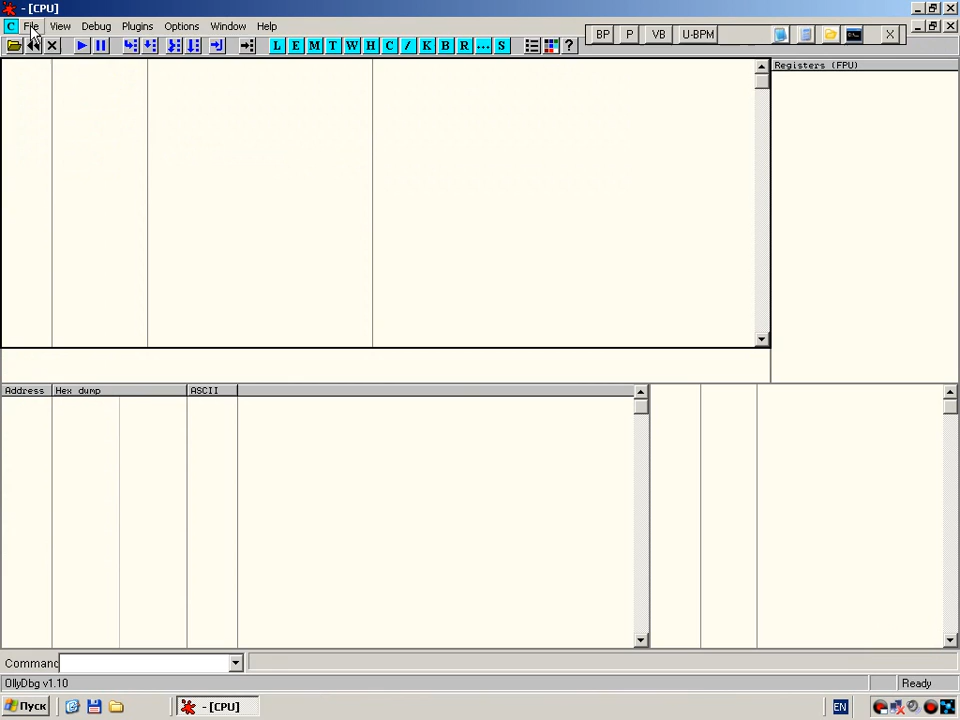 - [CPU]
C File View Debug Plugins Options Window Help
L E M T W H C / K B R ... S ?
BP P VB U-BPM X
Registers (FPU)
Address Hex dump ASCII
Command
OllyDbg v1.10 Ready
Пуск - [CPU] EN